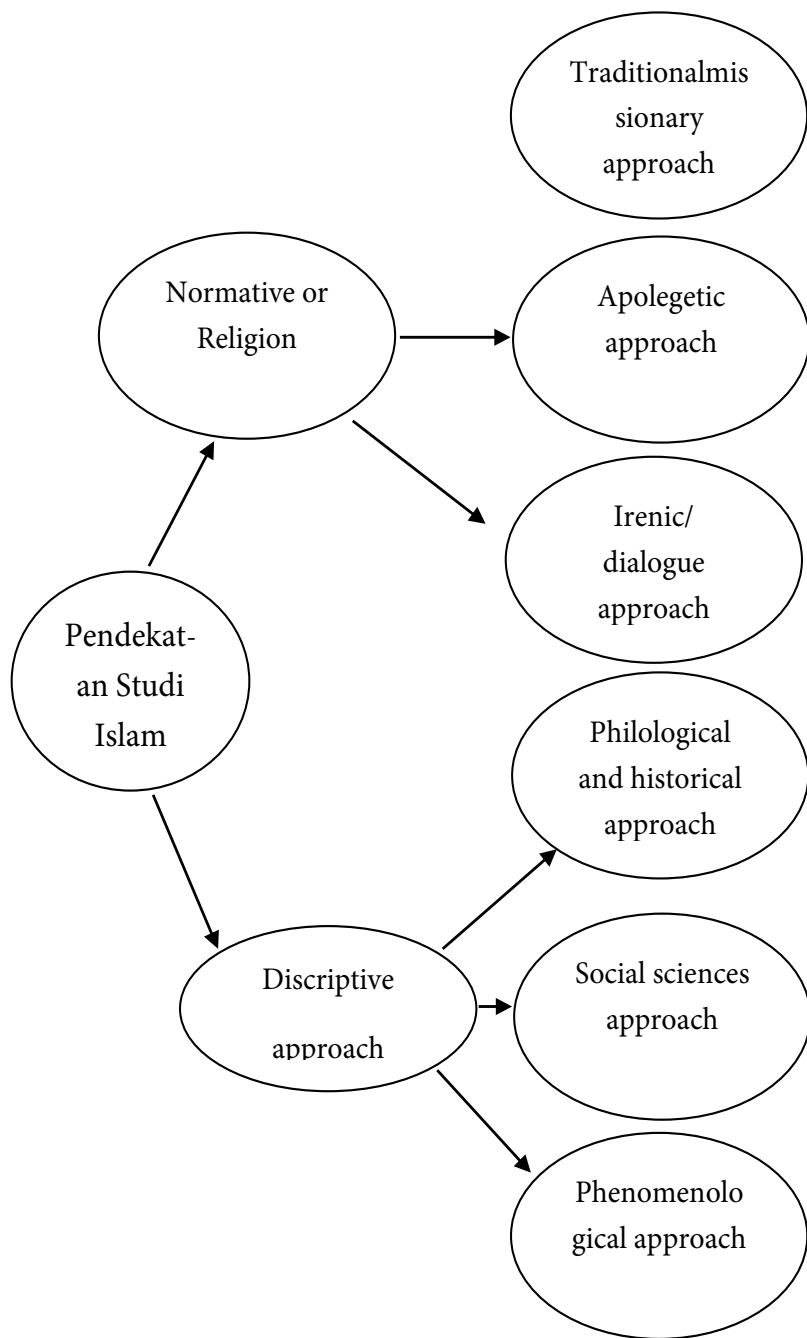 Traditionalmis
sionary
approach
Normative or
Religion
Apolegetic
approach
Irenic/
dialogue
approach
Pendekat-
an Studi
Islam
Philological
and historical
approach
Discriptive
approach
Social sciences
approach
Phenomenolo
gical approach